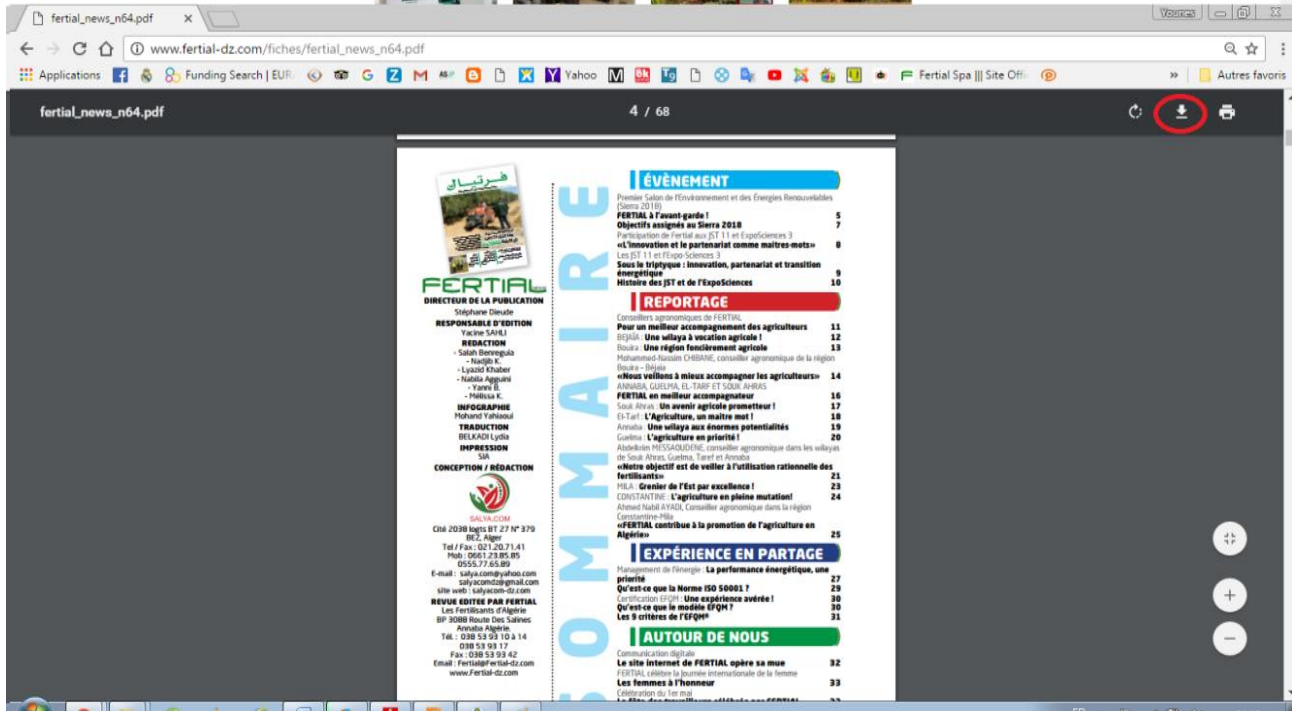 fertial_news_n64.pdf
Younes
www.fertial-dz.com/fiches/fertial_news_n64.pdf
Applications
Funding Search | EUR
Yahoo
Fertial Spa ||| Site Offi
»
Autres favoris
fertial_news_n64.pdf
4 / 68
فرتيال
FERTIAL
DIRECTEUR DE LA PUBLICATION
Stéphane Dieude
RESPONSABLE D'EDITION
Yacine SAHLI
REDACTION
- Salah Benreguia
- Nadjib K.
- Lyazid Khaber
- Nabila Agguini
- Yanni B.
- Mélissa K.
INFOGRAPHIE
Mohand Yahiaoui
TRADUCTION
BELKADI Lydia
IMPRESSION
SIA
CONCEPTION / RÉDACTION
SALYA.COM
Cité 2038 logts BT 27 N° 379
BEZ, Alger
Tel / Fax : 021.20.71.41
Mob : 0661.23.85.85
0555.77.65.89
E-mail : salya.com@yahoo.com
salyacomdz@gmail.com
site web : salyacom-dz.com
REVUE EDITEE PAR FERTIAL
Les Fertilisants d'Algérie
BP 3088 Route Des Salines
Annaba Algérie.
Tél. : 038 53 93 10 à 14
038 53 93 17
Fax : 038 53 93 42
Email : Fertial@Fertial-dz.com
www.Fertial-dz.com
SOMMAIRE
ÉVÈNEMENT
Premier Salon de l'Environnement et des Énergies Renouvelables
(Sierra 2018)
FERTIAL à l'avant-garde ! 5
Objectifs assignés au Sierra 2018 7
Participation de Fertial aux JST 11 et ExpoSciences 3
«L'innovation et le partenariat comme maîtres-mots» 8
Les JST 11 et l'Expo-Sciences 3
Sous le triptyque : innovation, partenariat et transition
énergétique 9
Histoire des JST et de l'ExpoSciences 10
REPORTAGE
Conseillers agronomiques de FERTIAL
Pour un meilleur accompagnement des agriculteurs 11
BEJAÏA : Une wilaya à vocation agricole ! 12
Bouira : Une région foncièrement agricole 13
Mohammed-Nassim CHIBANE, conseiller agronomique de la région
Bouira – Béjaia
«Nous veillons à mieux accompagner les agriculteurs» 14
ANNABA, GUELMA, EL-TARF ET SOUK AHRAS
FERTIAL en meilleur accompagnateur 16
Souk Ahras : Un avenir agricole prometteur ! 17
El-Tarf : L'Agriculture, un maitre mot ! 18
Annaba : Une wilaya aux énormes potentialités 19
Guelma : L'agriculture en priorité ! 20
Abdelkrim MESSAOUDENE, conseiller agronomique dans les wilayas
de Souk Ahras, Guelma, Taref et Annaba
«Notre objectif est de veiller à l'utilisation rationnelle des
fertilisants» 21
MILA : Grenier de l'Est par excellence ! 23
CONSTANTINE : L'agriculture en pleine mutation! 24
Ahmed Nabil AYADI, Conseiller agronomique dans la région
Constantine-Mila
«FERTIAL contribue à la promotion de l'agriculture en
Algérie» 25
EXPÉRIENCE EN PARTAGE
Management de l'énergie : La performance énergétique, une
priorité 27
Qu'est-ce que la Norme ISO 50001 ? 29
Certification EFQM : Une expérience avérée ! 30
Qu'est-ce que le modèle EFQM ? 30
Les 9 critères de l'EFQM® 31
AUTOUR DE NOUS
Communication digitale
Le site internet de FERTIAL opère sa mue 32
FERTIAL célèbre la journée internationale de la femme
Les femmes à l'honneur 33
Célébration du 1er mai